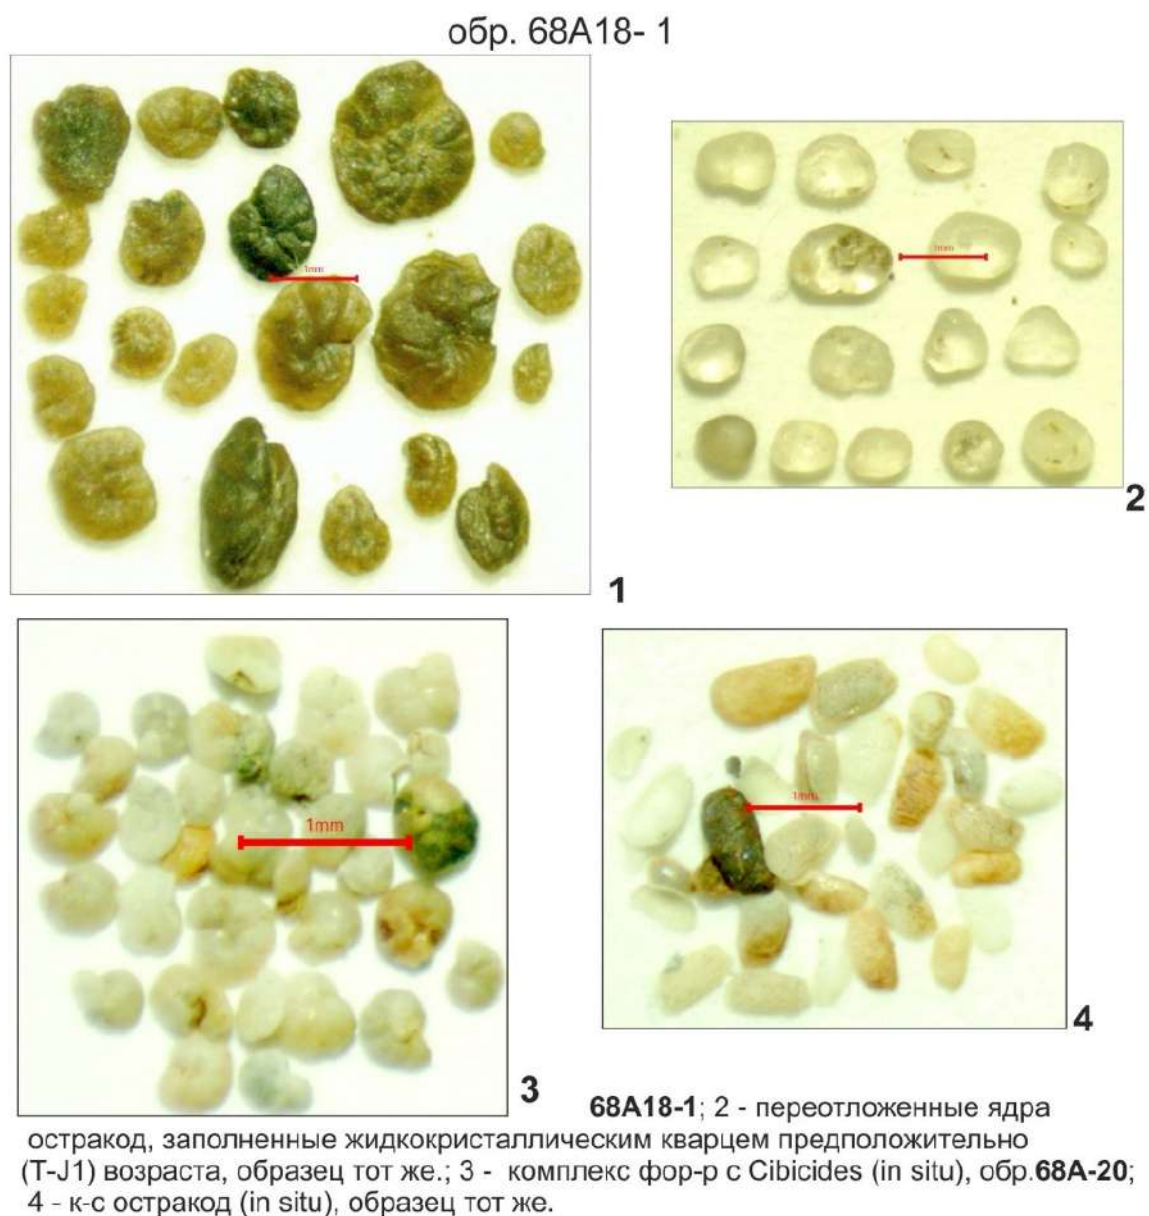 обр. 68А18- 1
1mm
1mm
2
1
1mm
1mm
4
3
68А18-1; 2 - переотложенные ядра
остракод, заполненные жидкокристаллическим кварцем предположительно
(T-J1) возраста, образец тот же.; 3 - комплекс фор-р с Cibicides (in situ), обр.68А-20;
4 - к-с остракод (in situ), образец тот же.